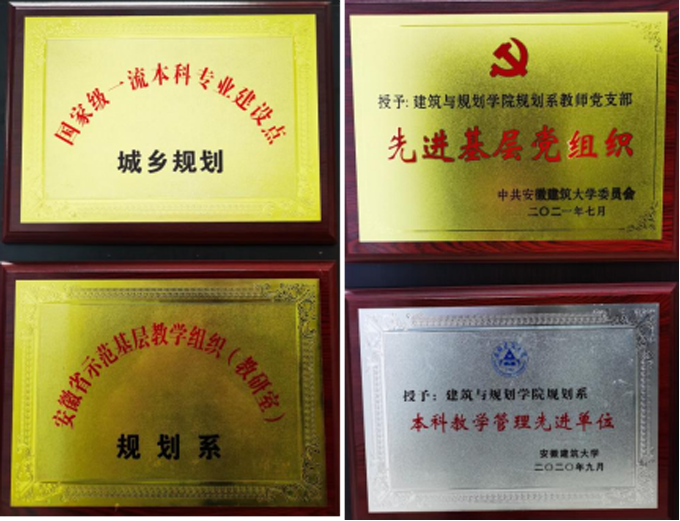 国家级一流本科专业建设点
城乡规划
授予:建筑与规划学院规划系教师党支部
先进基层党组织
中共安徽建筑大学委员会
二〇二一年七月
安徽省示范基层教学组织(教研室)
规划系
授予:建筑与规划学院规划系
本科教学管理先进单位
安徽建筑大学
二〇二〇年九月